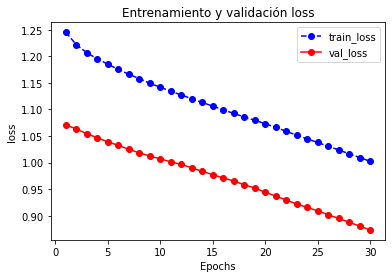 Entrenamiento y validación loss
train_loss
val_loss
loss
1.25
1.20
1.15
1.10
1.05
1.00
0.95
0.90
0 5 10 15 20 25 30
Epochs